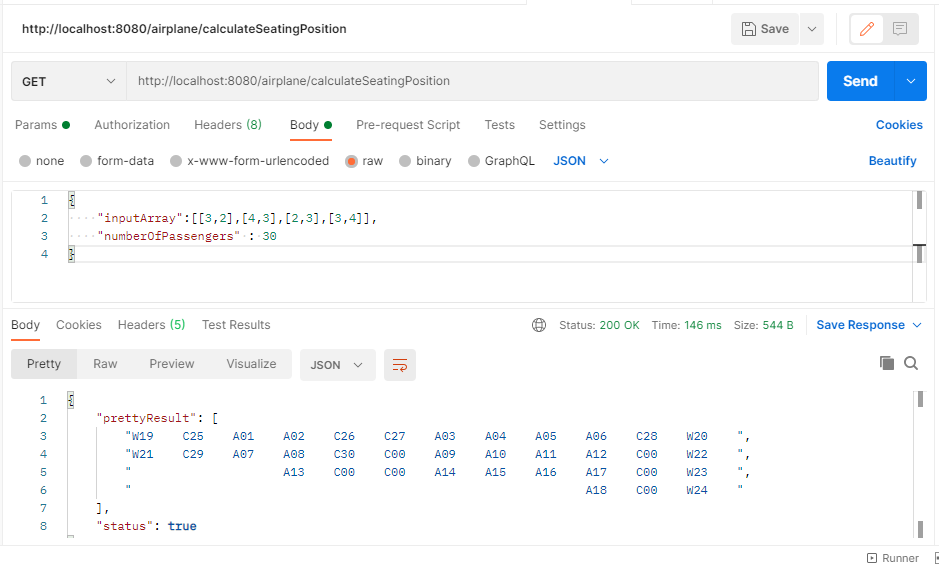 http://localhost:8080/airplane/calculateSeatingPosition Save
GET http://localhost:8080/airplane/calculateSeatingPosition Send
Params Authorization Headers (8) Body Pre-request Script Tests Settings Cookies
none form-data x-www-form-urlencoded raw binary GraphQL JSON Beautify
1 {
2 "inputArray":[[3,2],[4,3],[2,3],[3,4]],
3 "numberOfPassengers" : 30
4 }
Body Cookies Headers (5) Test Results Status: 200 OK Time: 146 ms Size: 544 B Save Response
Pretty Raw Preview Visualize JSON
1 {
2 "prettyResult": [
3 "W19 C25 A01 A02 C26 C27 A03 A04 A05 A06 C28 W20 ",
4 "W21 C29 A07 A08 C30 C00 A09 A10 A11 A12 C00 W22 ",
5 " A13 C00 C00 A14 A15 A16 A17 C00 W23 ",
6 " A18 C00 W24 "
7 ],
8 "status": true
Runner